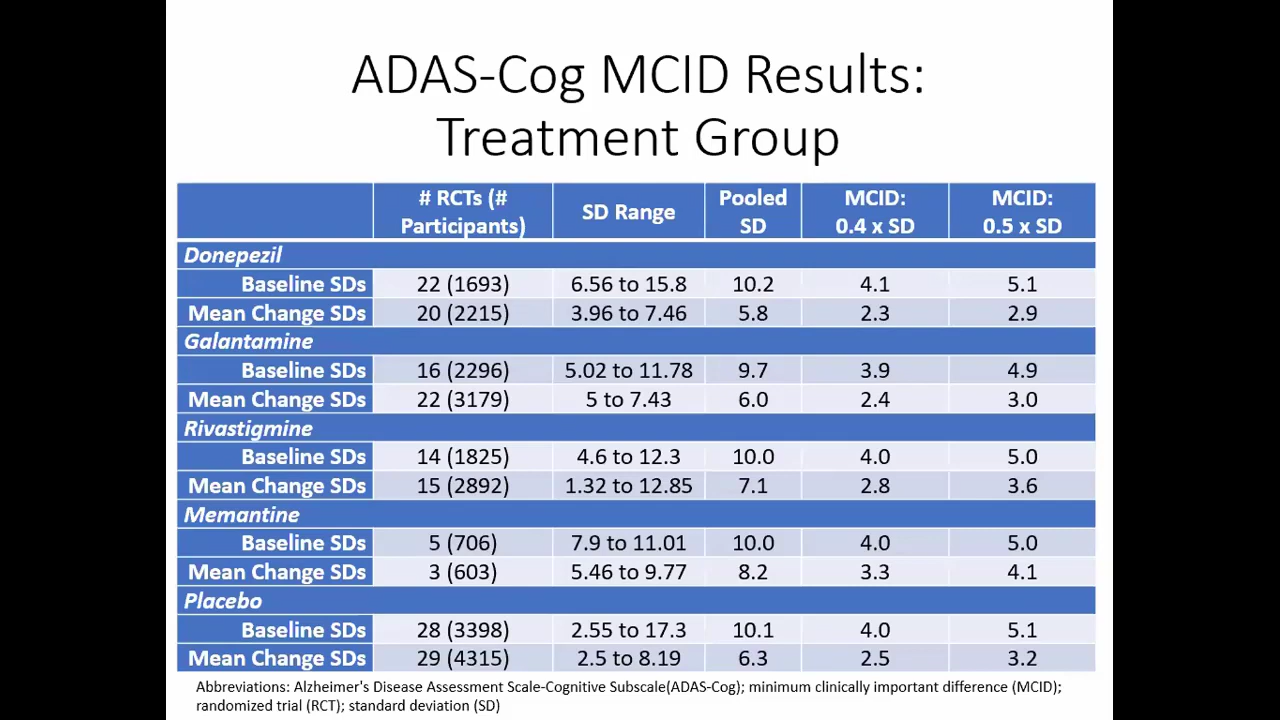 ADAS-Cog MCID Results:
Treatment Group
# RCTs (# Participants) SD Range Pooled SD MCID: 0.4 x SD MCID: 0.5 x SD
Donepezil
Baseline SDs 22 (1693) 6.56 to 15.8 10.2 4.1 5.1
Mean Change SDs 20 (2215) 3.96 to 7.46 5.8 2.3 2.9
Galantamine
Baseline SDs 16 (2296) 5.02 to 11.78 9.7 3.9 4.9
Mean Change SDs 22 (3179) 5 to 7.43 6.0 2.4 3.0
Rivastigmine
Baseline SDs 14 (1825) 4.6 to 12.3 10.0 4.0 5.0
Mean Change SDs 15 (2892) 1.32 to 12.85 7.1 2.8 3.6
Memantine
Baseline SDs 5 (706) 7.9 to 11.01 10.0 4.0 5.0
Mean Change SDs 3 (603) 5.46 to 9.77 8.2 3.3 4.1
Placebo
Baseline SDs 28 (3398) 2.55 to 17.3 10.1 4.0 5.1
Mean Change SDs 29 (4315) 2.5 to 8.19 6.3 2.5 3.2
Abbreviations: Alzheimer's Disease Assessment Scale-Cognitive Subscale(ADAS-Cog); minimum clinically important difference (MCID);
randomized trial (RCT); standard deviation (SD)